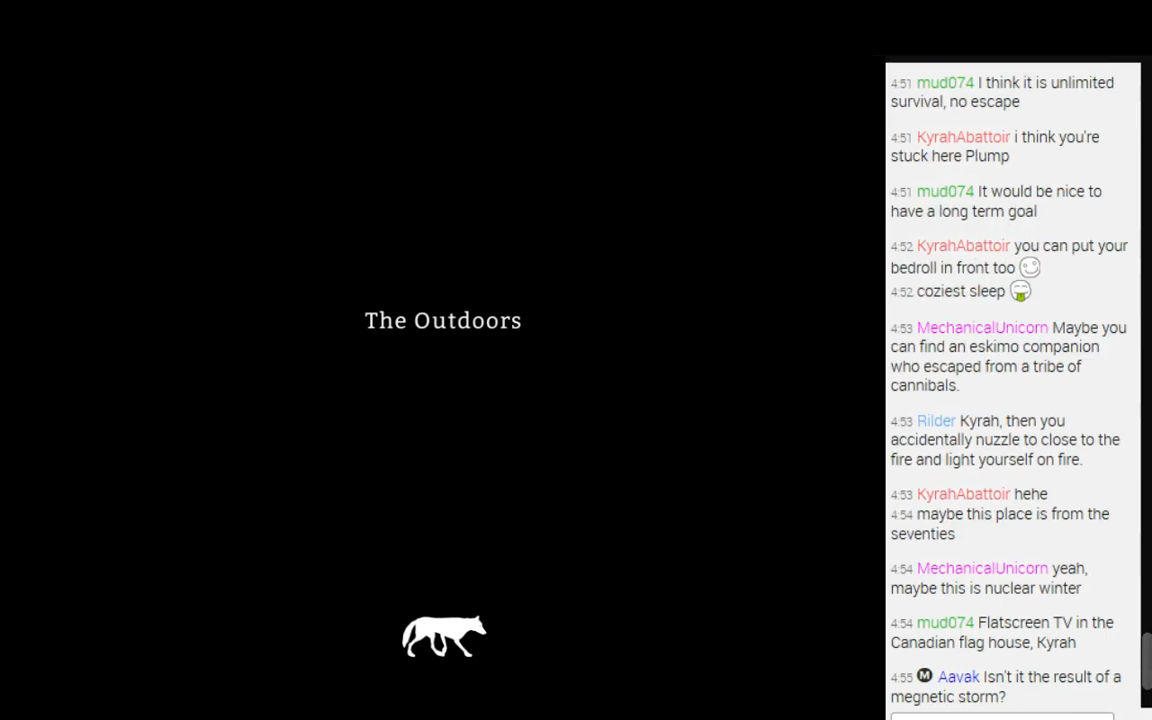 The Outdoors
4:51 mud074 I think it is unlimited
survival, no escape
4:51 KyrahAbattoir i think you're
stuck here Plump
4:51 mud074 It would be nice to
have a long term goal
4:52 KyrahAbattoir you can put your
bedroll in front too
4:52 coziest sleep
4:53 MechanicalUnicorn Maybe you
can find an eskimo companion
who escaped from a tribe of
cannibals.
4:53 Rilder Kyrah, then you
accidentally nuzzle to close to the
fire and light yourself on fire.
4:53 KyrahAbattoir hehe
4:54 maybe this place is from the
seventies
4:54 MechanicalUnicorn yeah,
maybe this is nuclear winter
4:54 mud074 Flatscreen TV in the
Canadian flag house, Kyrah
4:55 M Aavak Isn't it the result of a
megnetic storm?